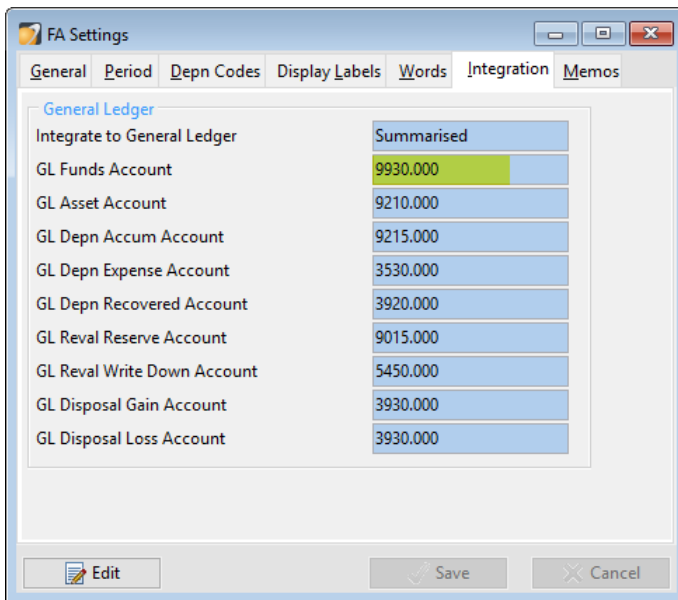 FA Settings
General Period Depn Codes Display Labels Words Integration Memos
General Ledger
Integrate to General Ledger Summarised
GL Funds Account 9930.000
GL Asset Account 9210.000
GL Depn Accum Account 9215.000
GL Depn Expense Account 3530.000
GL Depn Recovered Account 3920.000
GL Reval Reserve Account 9015.000
GL Reval Write Down Account 5450.000
GL Disposal Gain Account 3930.000
GL Disposal Loss Account 3930.000
Edit Save Cancel